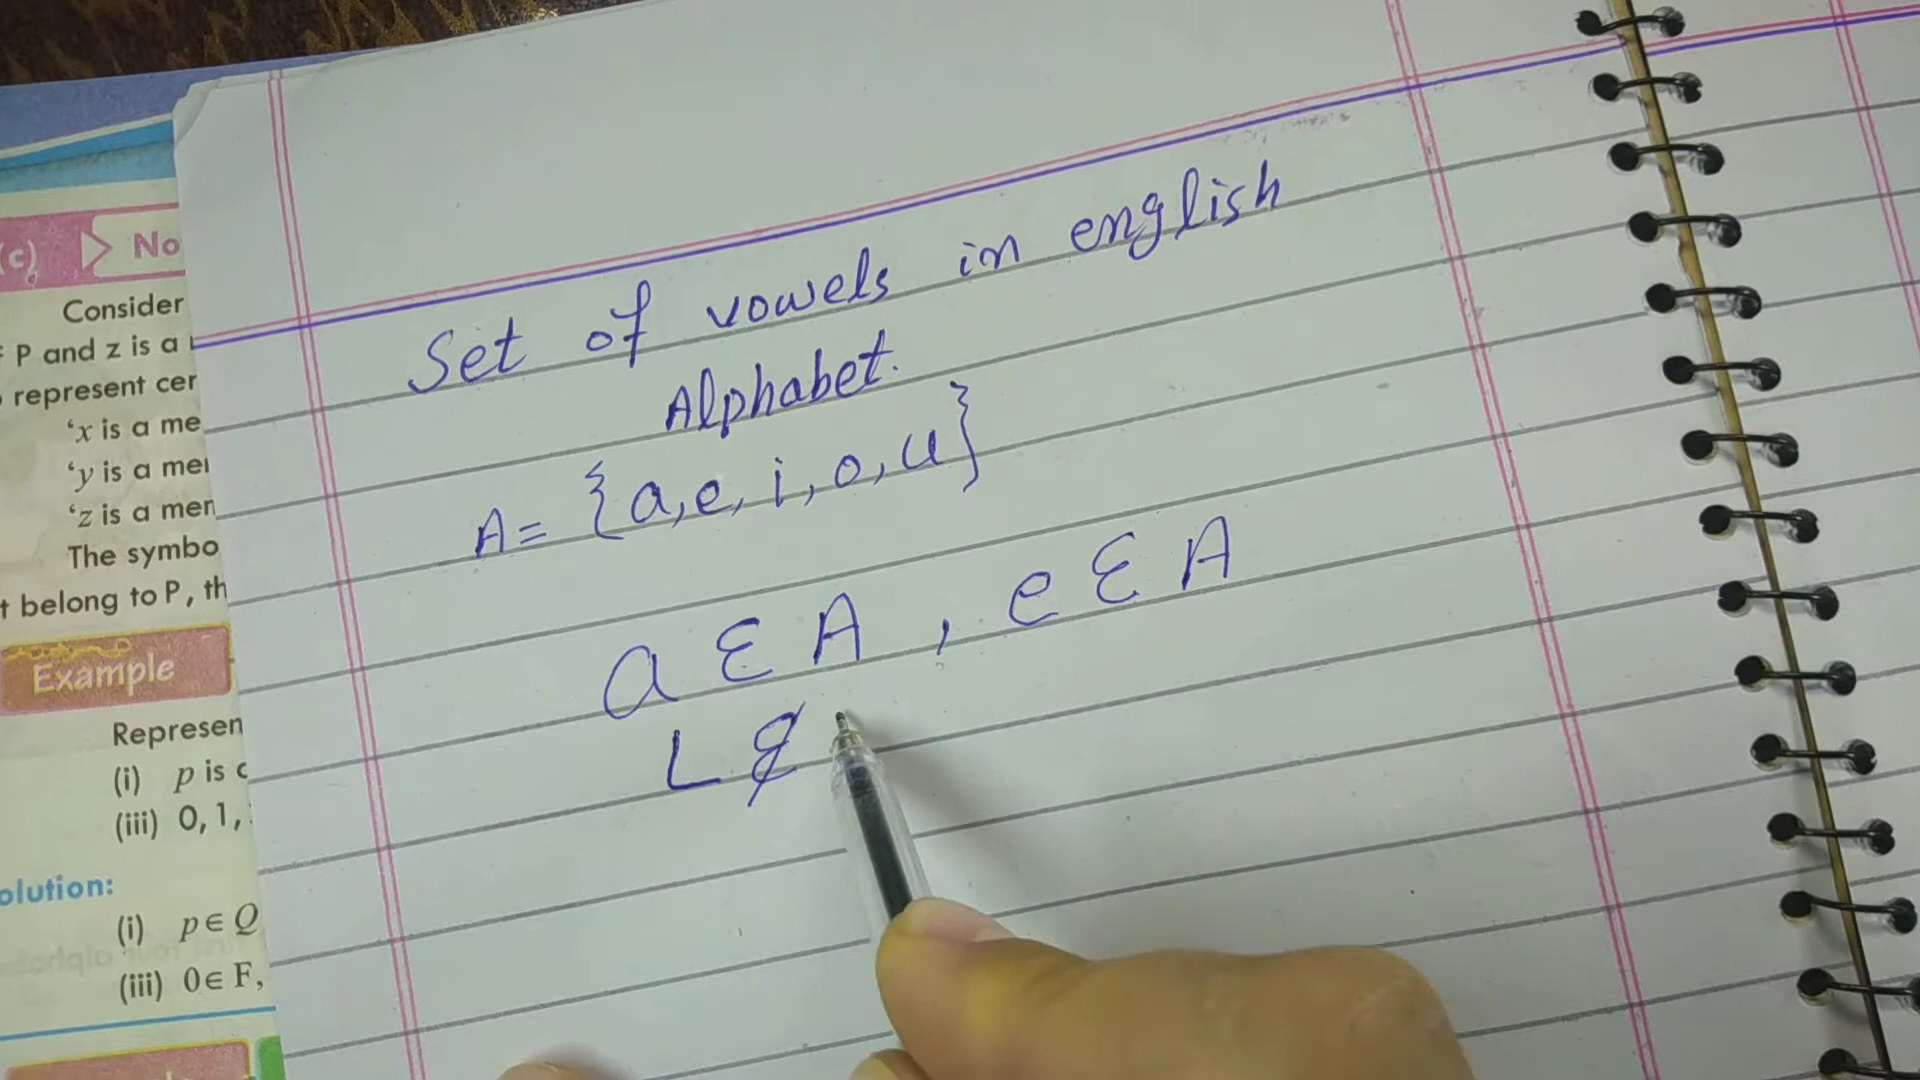 (c) No
Consider
P and z is a
represent cer
‘x is a me
‘y is a me
‘z is a mem
The symbo
t belong to P, th
Example
Represen
(i) p is
(iii) 0, 1,
olution:
(i) p∈Q
(iii) 0∈F,
Set of vowels in english
Alphabet.
A= {a,e,i,o,u}
a ∈ A , e ∈ A
L ∉